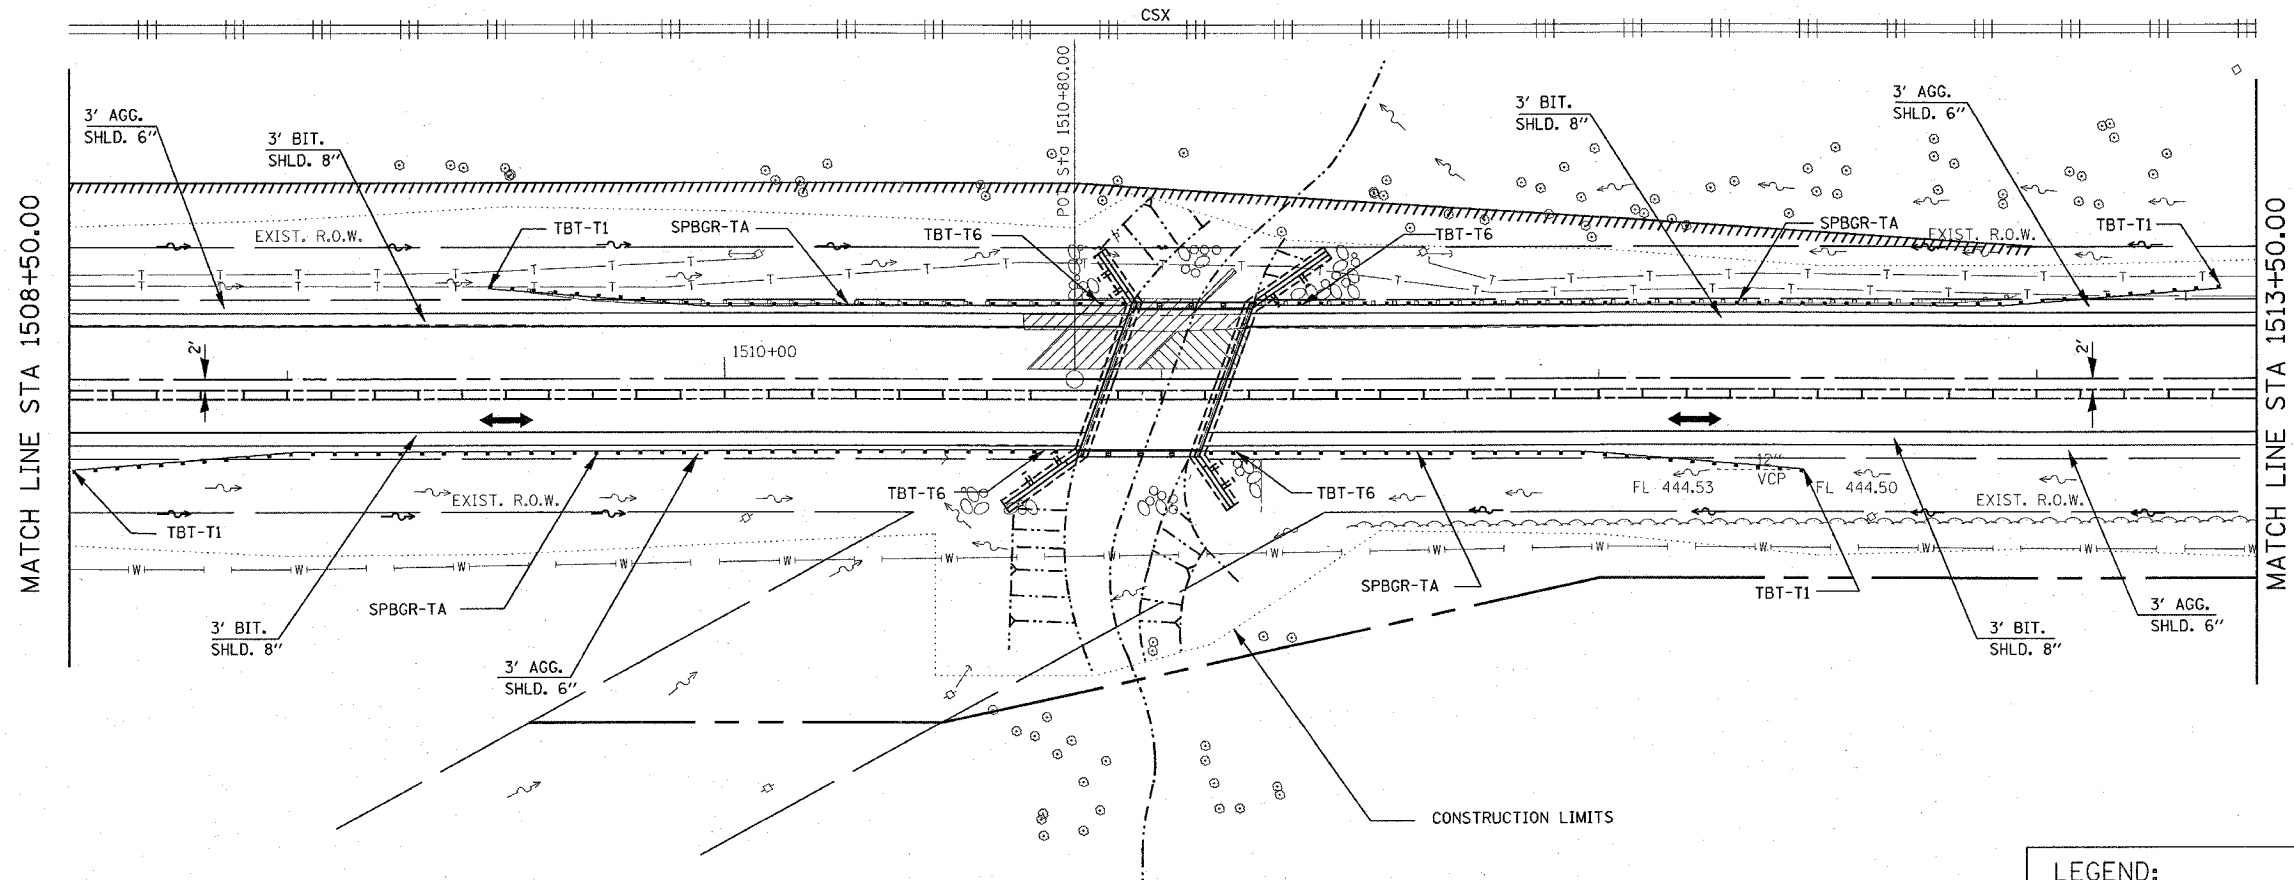 CSX
MATCH LINE STA 1508+50.00
MATCH LINE STA 1513+50.00
POT Sta 1510+80.00
3' AGG.
SHLD. 6"
3' BIT.
SHLD. 8"
3' BIT.
SHLD. 8"
3' AGG.
SHLD. 6"
EXIST. R.O.W.
TBT-T1
SPBGR-TA
TBT-T6
TBT-T6
SPBGR-TA
EXIST. R.O.W.
TBT-T1
T T T T T T T T T T T T T T T T T T T T T T T T T T T T T T T T T T
2'
1510+00
2'
TBT-T6
TBT-T6
EXIST. R.O.W.
12"
VCP
FL 444.53
FL 444.50
EXIST. R.O.W.
TBT-T1
W W W W W W W W W W W W W W
SPBGR-TA
SPBGR-TA
TBT-T1
3' BIT.
SHLD. 8"
3' AGG.
SHLD. 6"
3' BIT.
SHLD. 8"
3' AGG.
SHLD. 6"
CONSTRUCTION LIMITS
LEGEND: